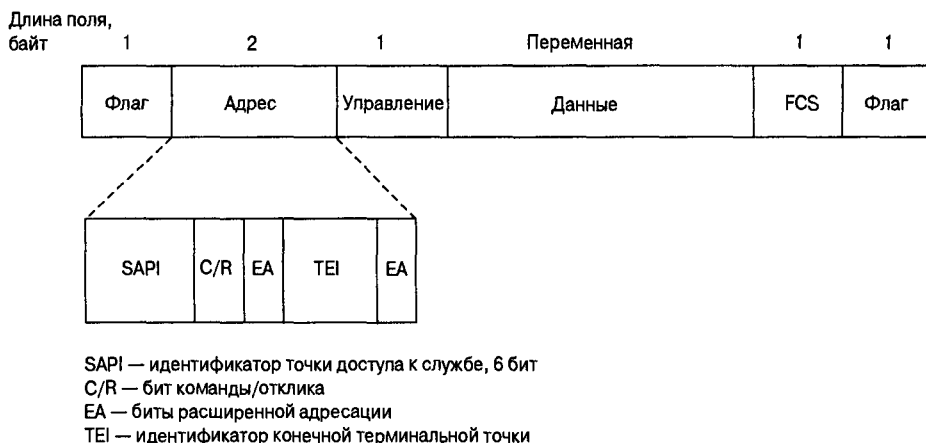 Длина поля,
байт 1 2 1 Переменная 1 1
Флаг Адрес Управление Данные FCS Флаг
SAPI C/R EA TEI EA
SAPI — идентификатор точки доступа к службе, 6 бит
C/R — бит команды/отклика
EA — биты расширенной адресации
TEI — идентификатор конечной терминальной точки